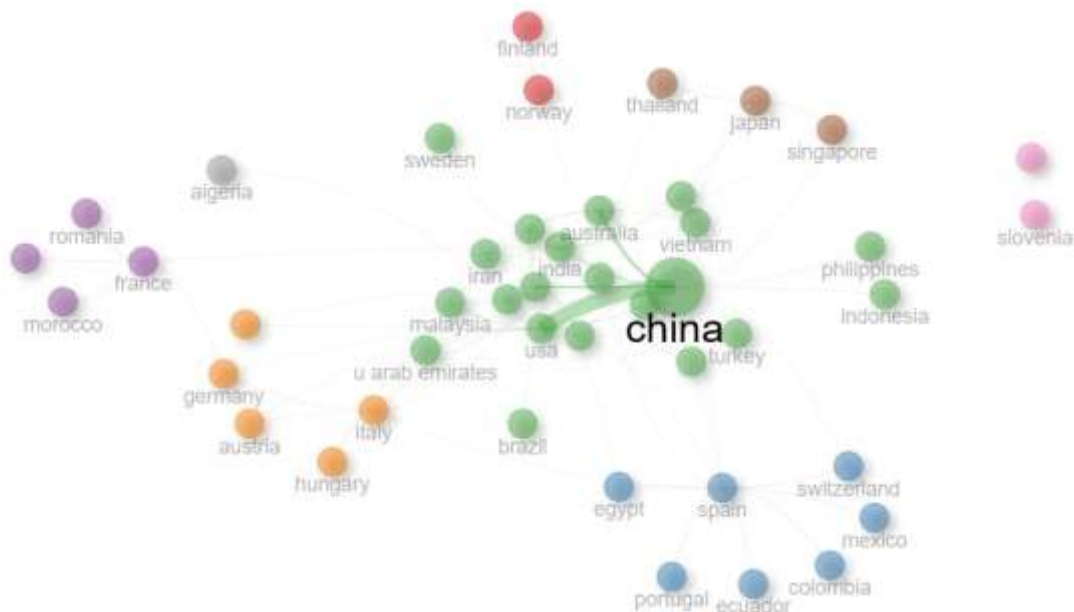 finland
norway
thailand
japan
singapore
sweden
algeria
romania
france
morocco
australia
vietnam
iran
india
slovenia
philippines
indonesia
malaysia
usa
china
turkey
u arab emirates
germany
austria
italy
hungary
brazil
egypt
spain
switzerland
mexico
colombia
portugal
ecuador